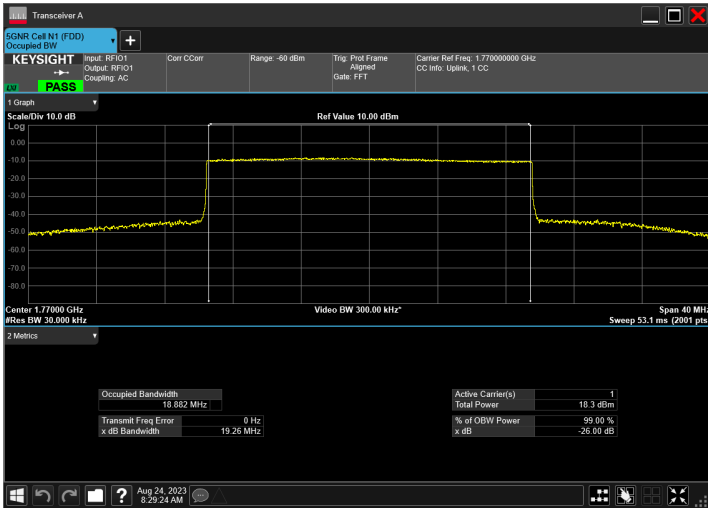 Transceiver A
5GNR Cell N1 (FDD)
Occupied BW
KEYSIGHT
LXI
PASS
Input: RFIO1
Output: RFIO1
Coupling: AC
Corr CCorr
Range: -60 dBm
Trig: Prot Frame
Aligned
Gate: FFT
Carrier Ref Freq: 1.770000000 GHz
CC Info: Uplink, 1 CC
1 Graph
Scale/Div 10.0 dB
Ref Value 10.00 dBm
Log
0.00
-10.0
-20.0
-30.0
-40.0
-50.0
-60.0
-70.0
-80.0
Center 1.77000 GHz
Video BW 300.00 kHz*
Span 40 MHz
#Res BW 30.000 kHz
Sweep 53.1 ms (2001 pts
2 Metrics
Occupied Bandwidth
18.882 MHz
Transmit Freq Error 0 Hz
x dB Bandwidth 19.26 MHz
Active Carrier(s) 1
Total Power 18.3 dBm
% of OBW Power 99.00 %
x dB -26.00 dB
Aug 24, 2023
8:29:24 AM